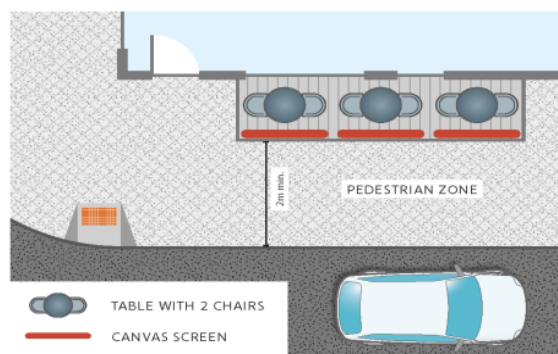 2m min.
PEDESTRIAN ZONE
TABLE WITH 2 CHAIRS
CANVAS SCREEN